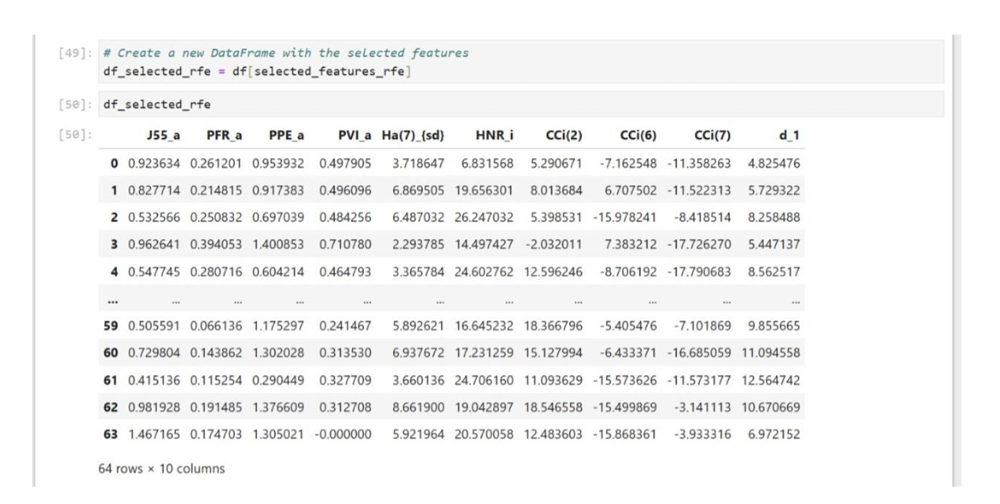 [49]: # Create a new DataFrame with the selected features
df_selected_rfe = df[selected_features_rfe]
[50]: df_selected_rfe
[50]: J55_a PFR_a PPE_a PVI_a Ha(7)_{sd} HNR_i CCi(2) CCi(6) CCi(7) d_1
0 0.923634 0.261201 0.953932 0.497905 3.718647 6.831568 5.290671 -7.162548 -11.358263 4.825476
1 0.827714 0.214815 0.917383 0.496096 6.869505 19.656301 8.013684 6.707502 -11.522313 5.729322
2 0.532566 0.250832 0.697039 0.484256 6.487032 26.247032 5.398531 -15.978241 -8.418514 8.258488
3 0.962641 0.394053 1.400853 0.710780 2.293785 14.497427 -2.032011 7.383212 -17.726270 5.447137
4 0.547745 0.280716 0.604214 0.464793 3.365784 24.602762 12.596246 -8.706192 -17.790683 8.562517
... ... ... ... ... ... ... ... ... ... ...
59 0.505591 0.066136 1.175297 0.241467 5.892621 16.645232 18.366796 -5.405476 -7.101869 9.855665
60 0.729804 0.143862 1.302028 0.313530 6.937672 17.231259 15.127994 -6.433371 -16.685059 11.094558
61 0.415136 0.115254 0.290449 0.327709 3.660136 24.706160 11.093629 -15.573626 -11.573177 12.564742
62 0.981928 0.191485 1.376609 0.312708 8.661900 19.042897 18.546558 -15.499869 -3.141113 10.670669
63 1.467165 0.174703 1.305021 -0.000000 5.921964 20.570058 12.483603 -15.868361 -3.933316 6.972152
64 rows × 10 columns